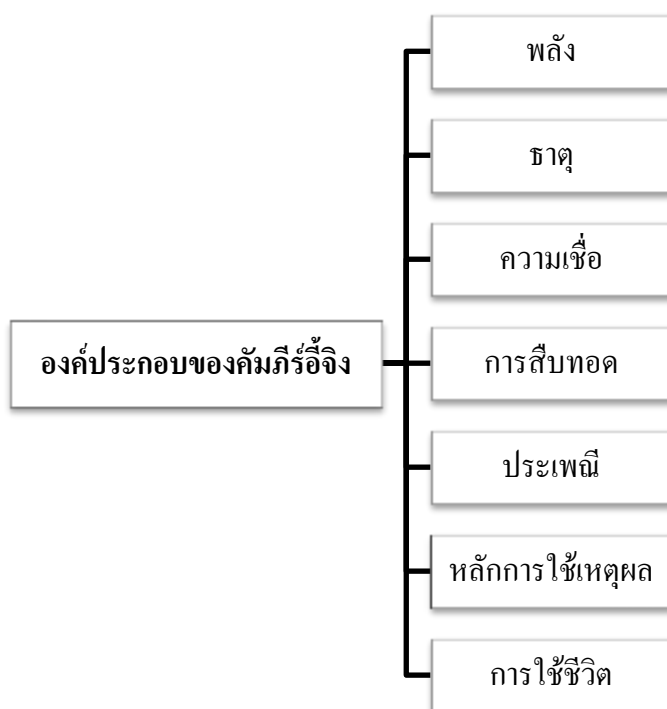 พลัง
ธาตุ
ความเชื่อ
องค์ประกอบของคัมภีร์อี้จิง
การสืบทอด
ประเพณี
หลักการใช้เหตุผล
การใช้ชีวิต